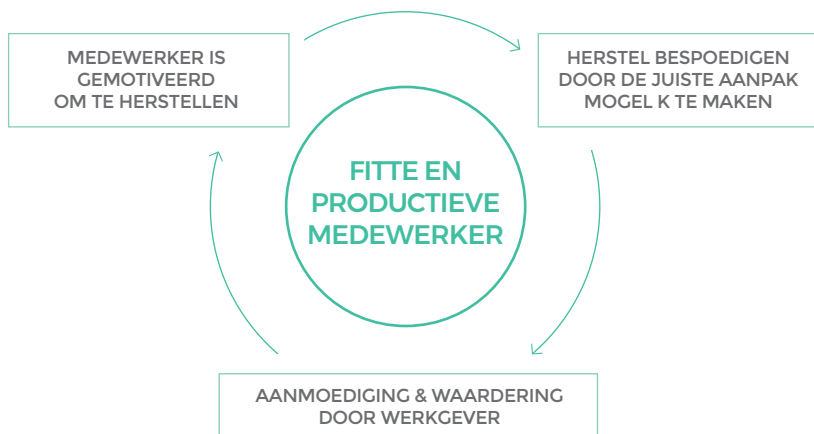 MEDEWERKER IS
GEMOTIVEERD
OM TE HERSTELLEN
HERSTEL BESPOEDIGEN
DOOR DE JUISTE AANPAK
MOGEL K TE MAKEN
FITTE EN
PRODUCTIEVE
MEDEWERKER
AANMOEDIGING & WAARDERING
DOOR WERKGEVER